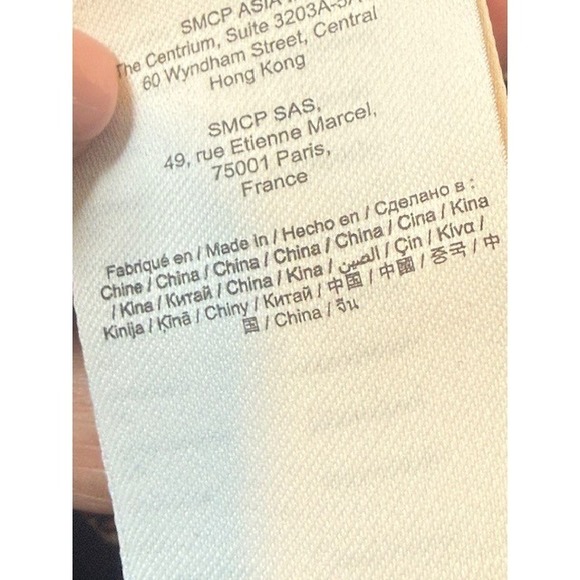 SMCP ASIA
The Centrium, Suite 3203A-
60 Wyndham Street, Central
Hong Kong
SMCP SAS,
49, rue Etienne Marcel,
75001 Paris,
France
Fabriqué en / Made in / Hecho en / Сделано в :
Chine / China / China / China / China / Cina / Kina
/ Kina / Китай / China / Kina / الصين / Çin / Κίνα /
Kinija / Ķīnā / Chiny / Китай / 中国 / 中國 / 중국 / 中
国 / China / จีน